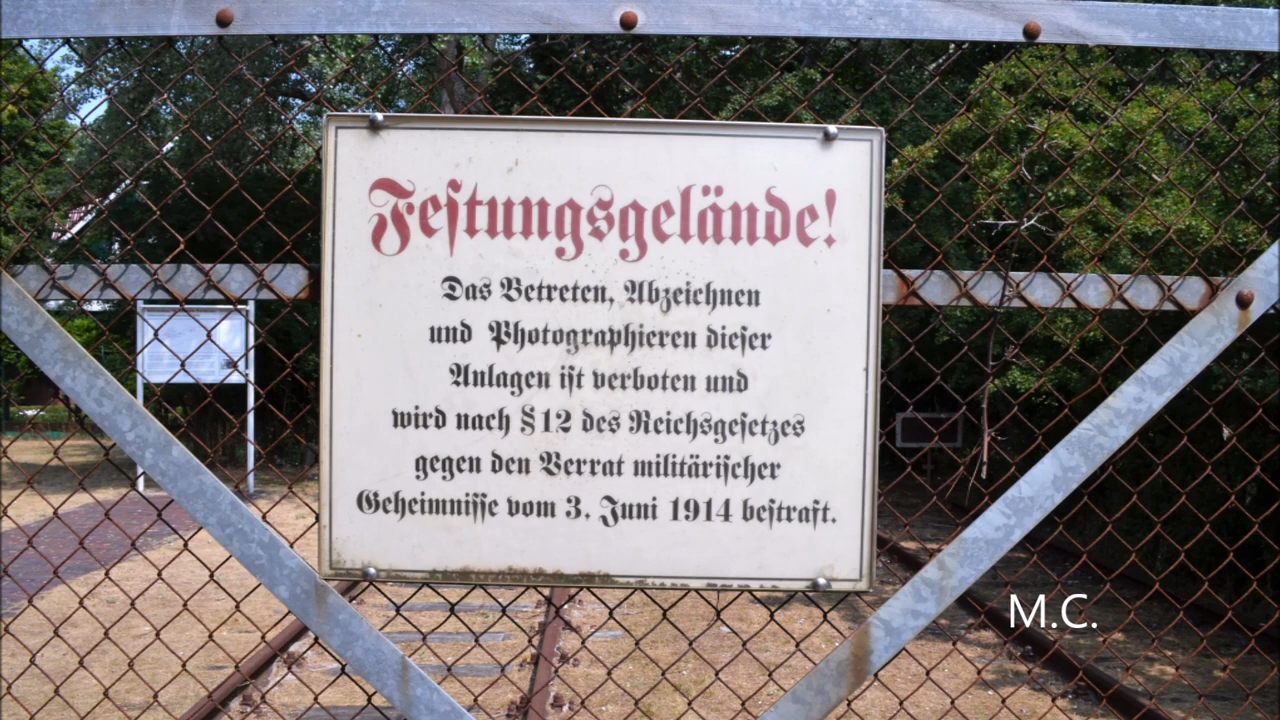 Festungsgelände!
Das Betreten, Abzeichnen
und Photographieren dieser
Anlagen ist verboten und
wird nach §12 des Reichsgesetzes
gegen den Verrat militärischer
Geheimnisse vom 3. Juni 1914 bestraft.
M.C.